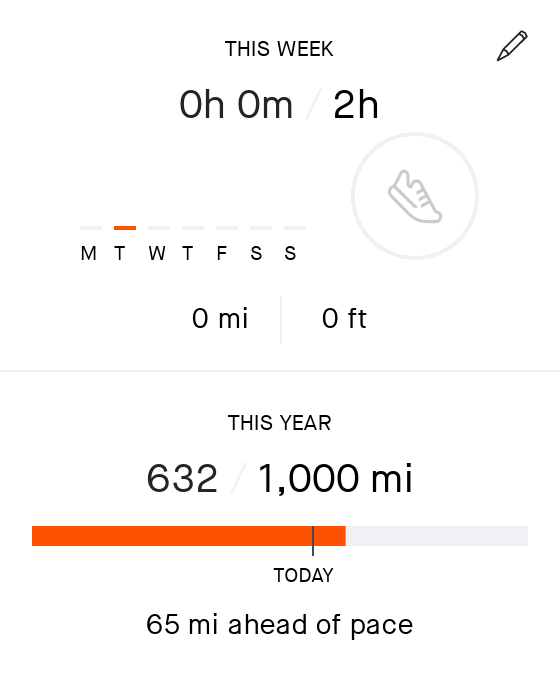 THIS WEEK
0h 0m / 2h
M T W T F S S
0 mi 0 ft
THIS YEAR
632 / 1,000 mi
TODAY
65 mi ahead of pace